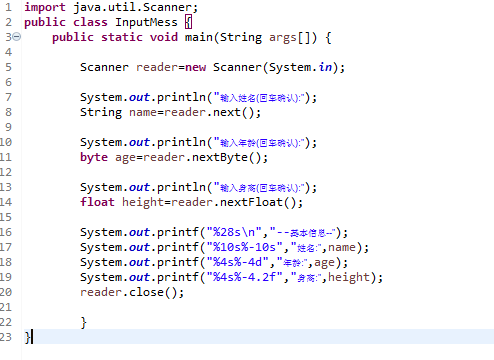 1 import java.util.Scanner;
2 public class InputMess {
3 public static void main(String args[]) {
4
5 Scanner reader=new Scanner(System.in);
6
7 System.out.println("输入姓名(回车确认):");
8 String name=reader.next();
9
10 System.out.println("输入年龄(回车确认):");
11 byte age=reader.nextByte();
12
13 System.out.println("输入身高(回车确认):");
14 float height=reader.nextFloat();
15
16 System.out.printf("%28s\n","--基本信息--");
17 System.out.printf("%10s%-10s","姓名:",name);
18 System.out.printf("%4s%-4d","年龄:",age);
19 System.out.printf("%4s%-4.2f","身高:",height);
20 reader.close();
21
22 }
23 }